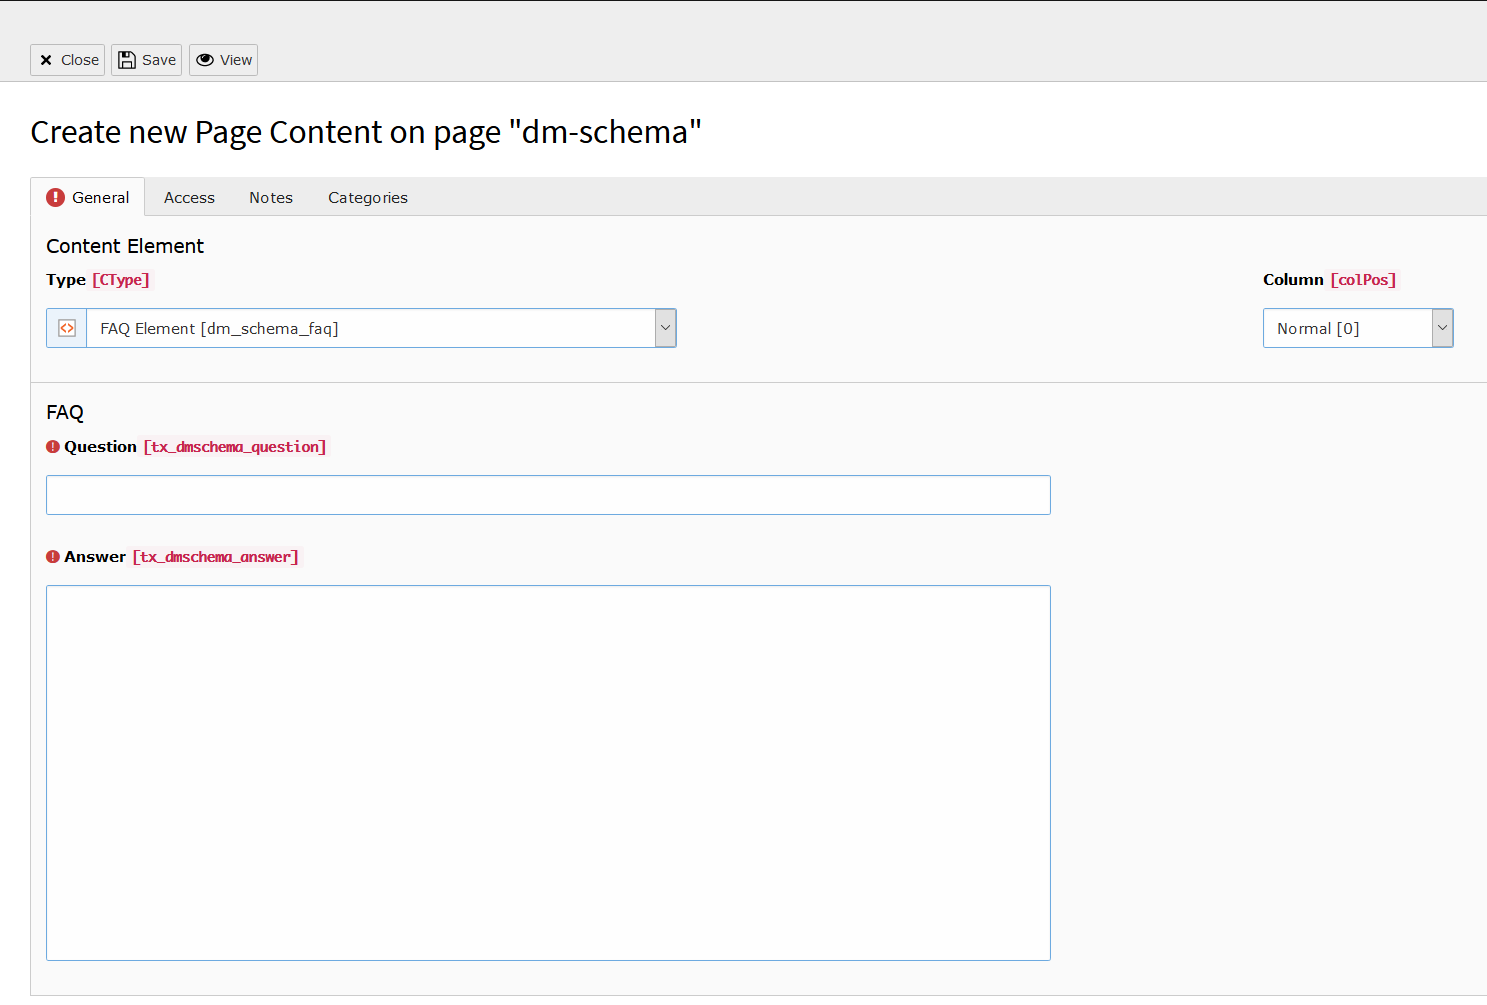 Close Save View
Create new Page Content on page "dm-schema"
General Access Notes Categories
Content Element
Type [CType] Column [colPos]
FAQ Element [dm_schema_faq] Normal [0]
FAQ
Question [tx_dmschema_question]
Answer [tx_dmschema_answer]